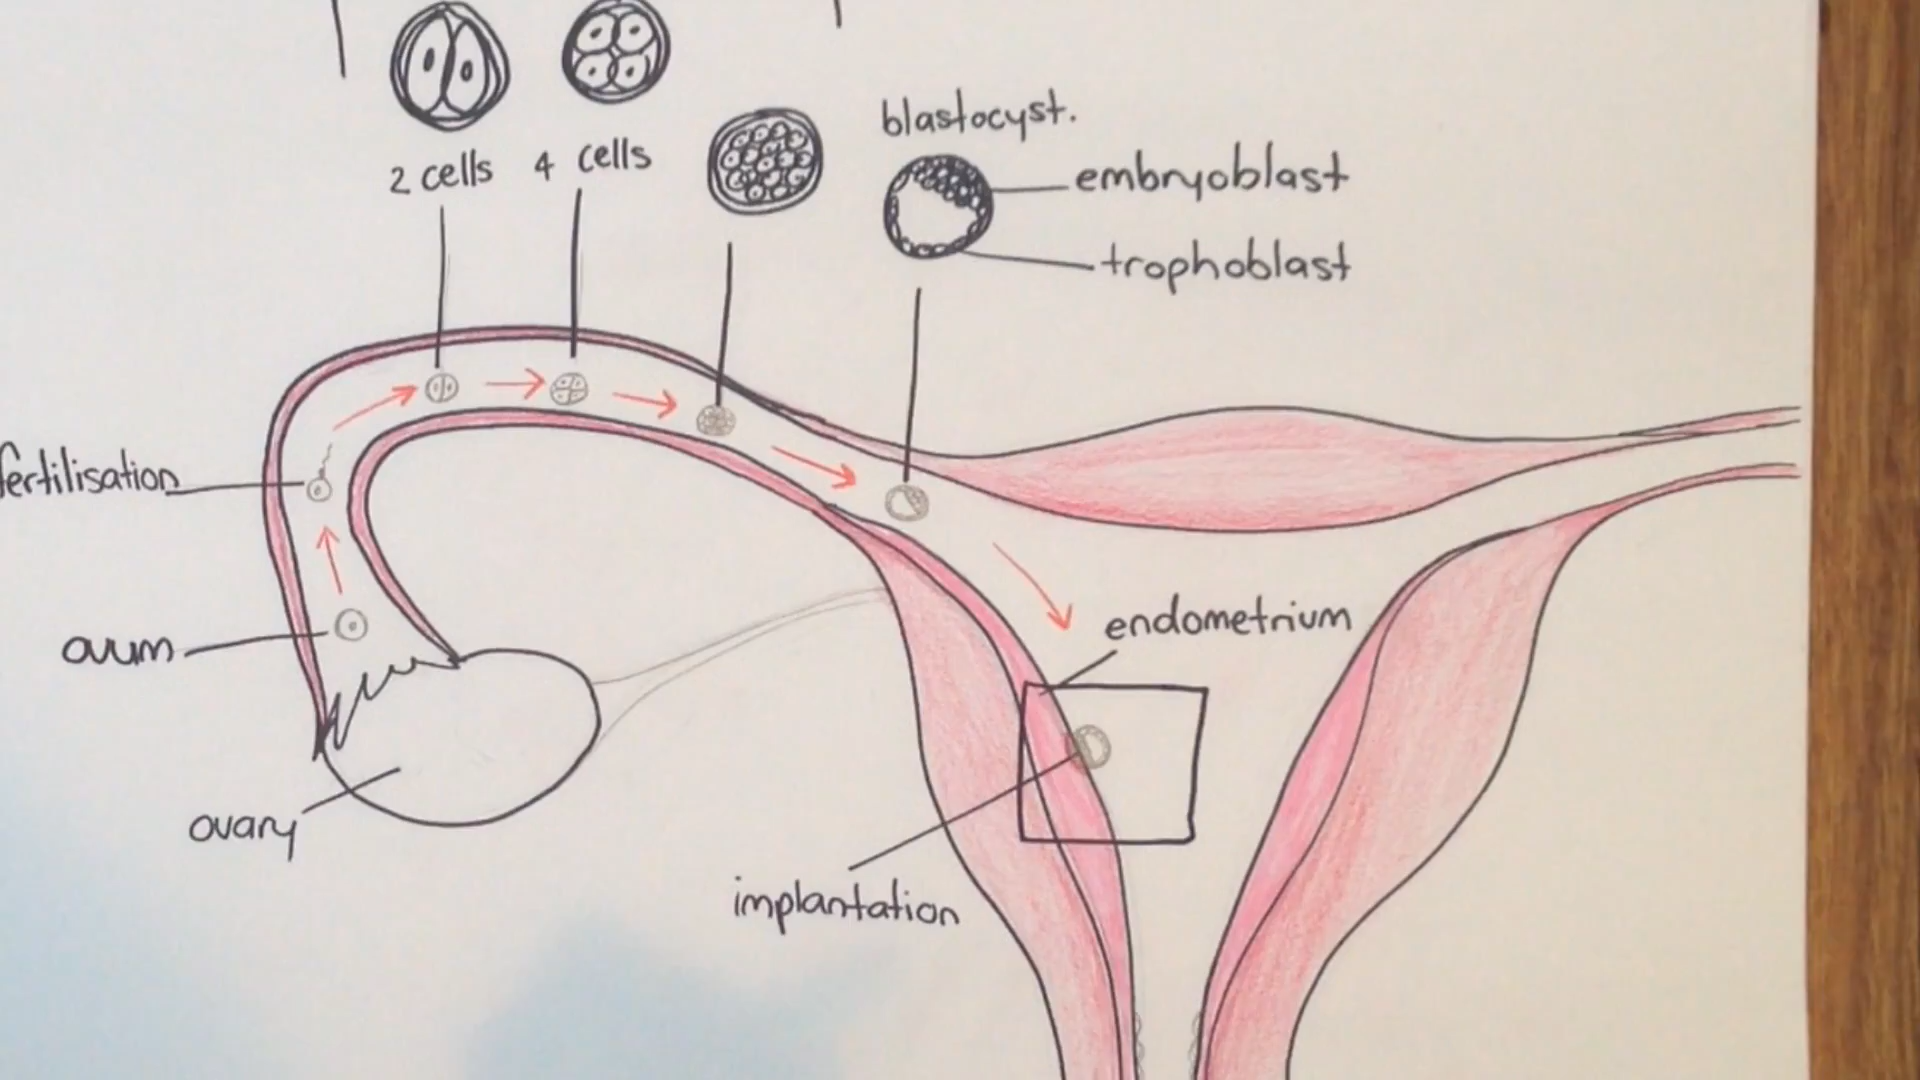 2 cells
4 cells
blastocyst.
embryoblast
trophoblast
fertilisation
ovum
endometrium
ovary
implantation